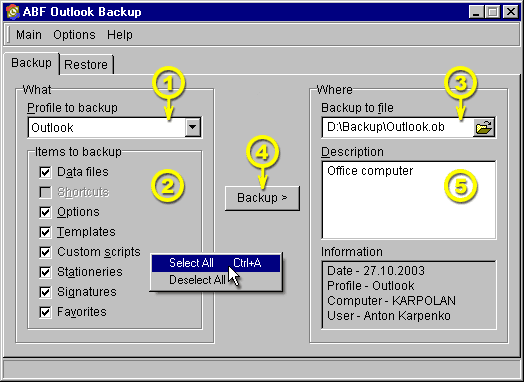 ABF Outlook Backup
Main Options Help
Backup Restore
What
Profile to backup
1
Outlook
Items to backup
2
Data files
Shortcuts
Options
Templates
Custom scripts
Stationeries
Signatures
Favorites
Select All Ctrl+A
Deselect All
4
Backup >
Where
Backup to file
3
D:\Backup\Outlook.ob
Description
Office computer
5
Information
Date - 27.10.2003
Profile - Outlook
Computer - KARPOLAN
User - Anton Karpenko